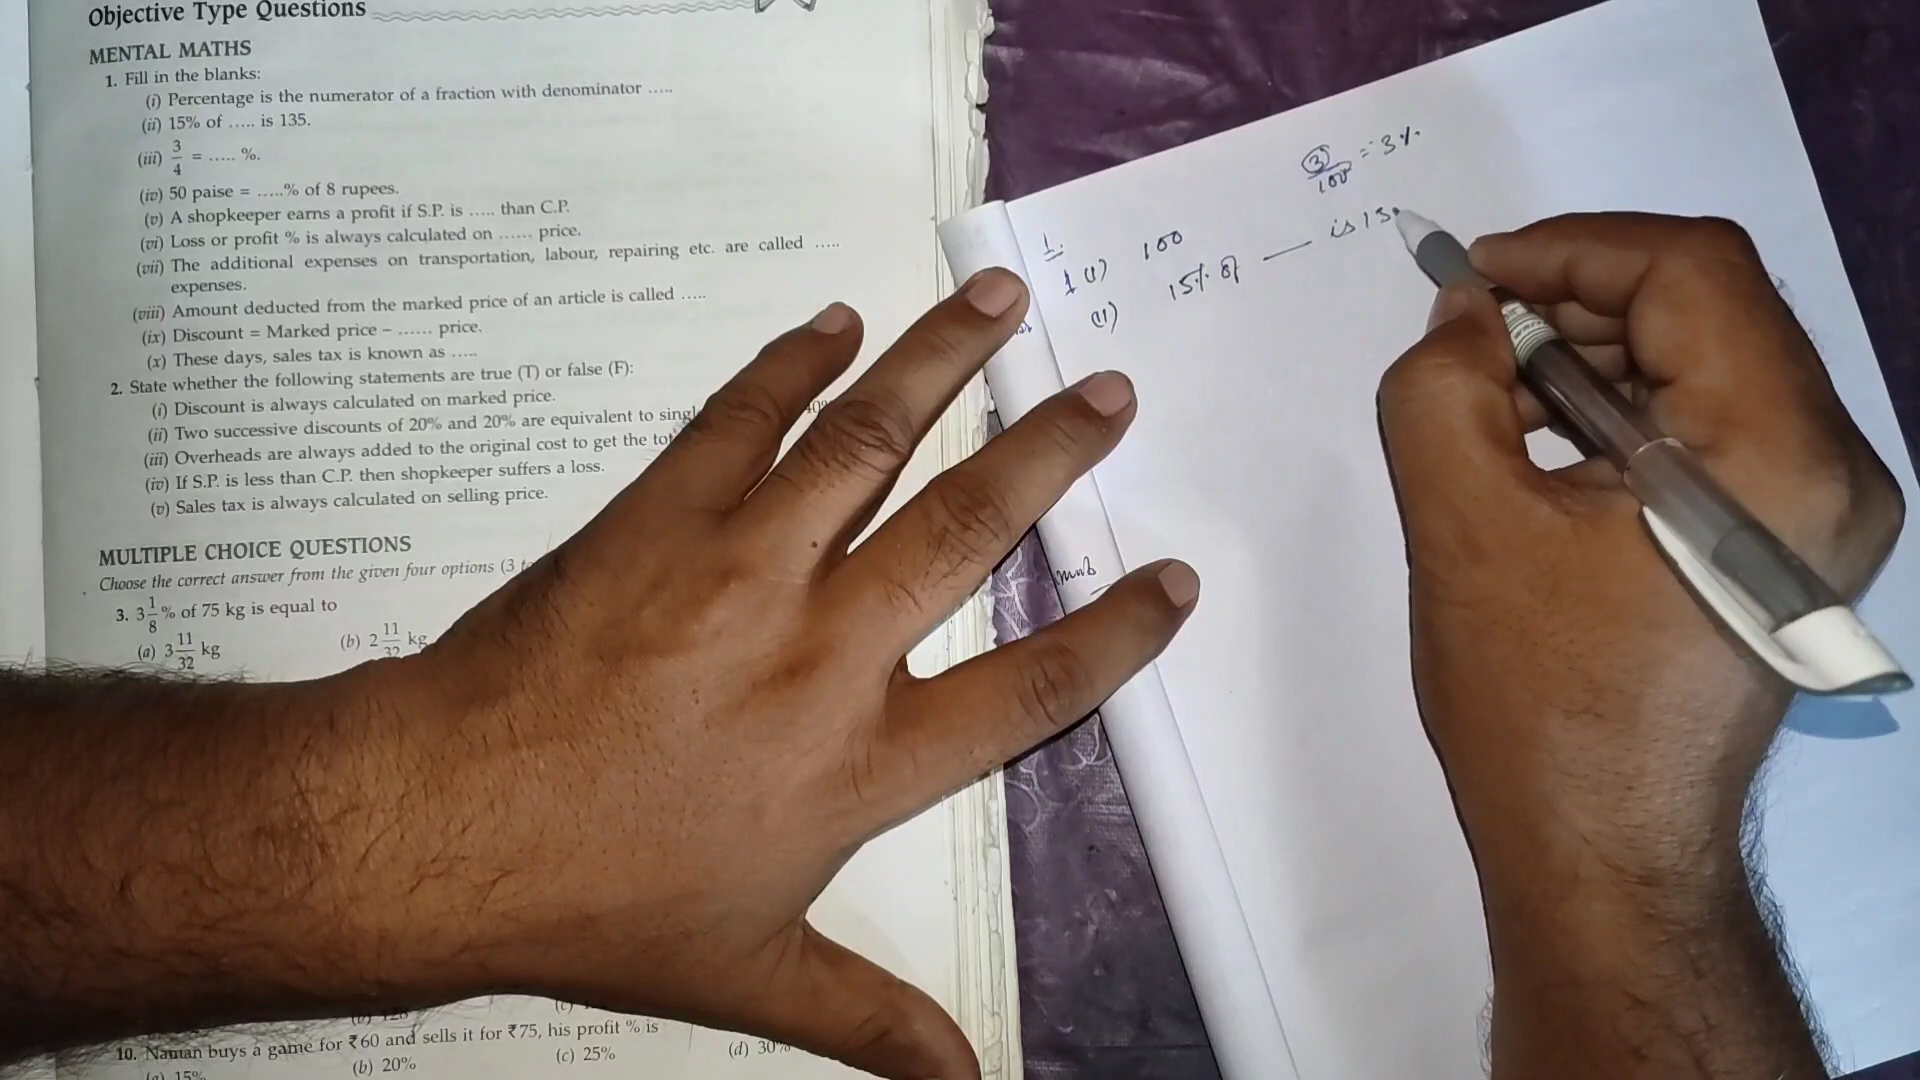 Objective Type Questions
MENTAL MATHS
1. Fill in the blanks:
(i) Percentage is the numerator of a fraction with denominator .....
(ii) 15% of ..... is 135.
(iii) 3/4 = ..... %.
(iv) 50 paise = .....% of 8 rupees.
(v) A shopkeeper earns a profit if S.P. is ..... than C.P.
(vi) Loss or profit % is always calculated on ...... price.
(vii) The additional expenses on transportation, labour, repairing etc. are called .....
expenses.
(viii) Amount deducted from the marked price of an article is called .....
(ix) Discount = Marked price – ...... price.
(x) These days, sales tax is known as .....
2. State whether the following statements are true (T) or false (F):
(i) Discount is always calculated on marked price.
(ii) Two successive discounts of 20% and 20% are equivalent to 40%
(iii) Overheads are always added to the original cost to get the
(iv) If S.P. is less than C.P. then shopkeeper suffers a loss.
(v) Sales tax is always calculated on selling price.
MULTIPLE CHOICE QUESTIONS
Choose the correct answer from the given four options (3
3. 3 1/8 % of 75 kg is equal to
(a) 3 11/32 kg (b) 2 11/32 kg
10. Naman buys a game for ₹60 and sells it for ₹75, his profit % is
(a) 15% (b) 20% (c) 25% (d) 30%
3/100 = 3%
1.
1 (i) 100
(ii) 15% of ___ is 13